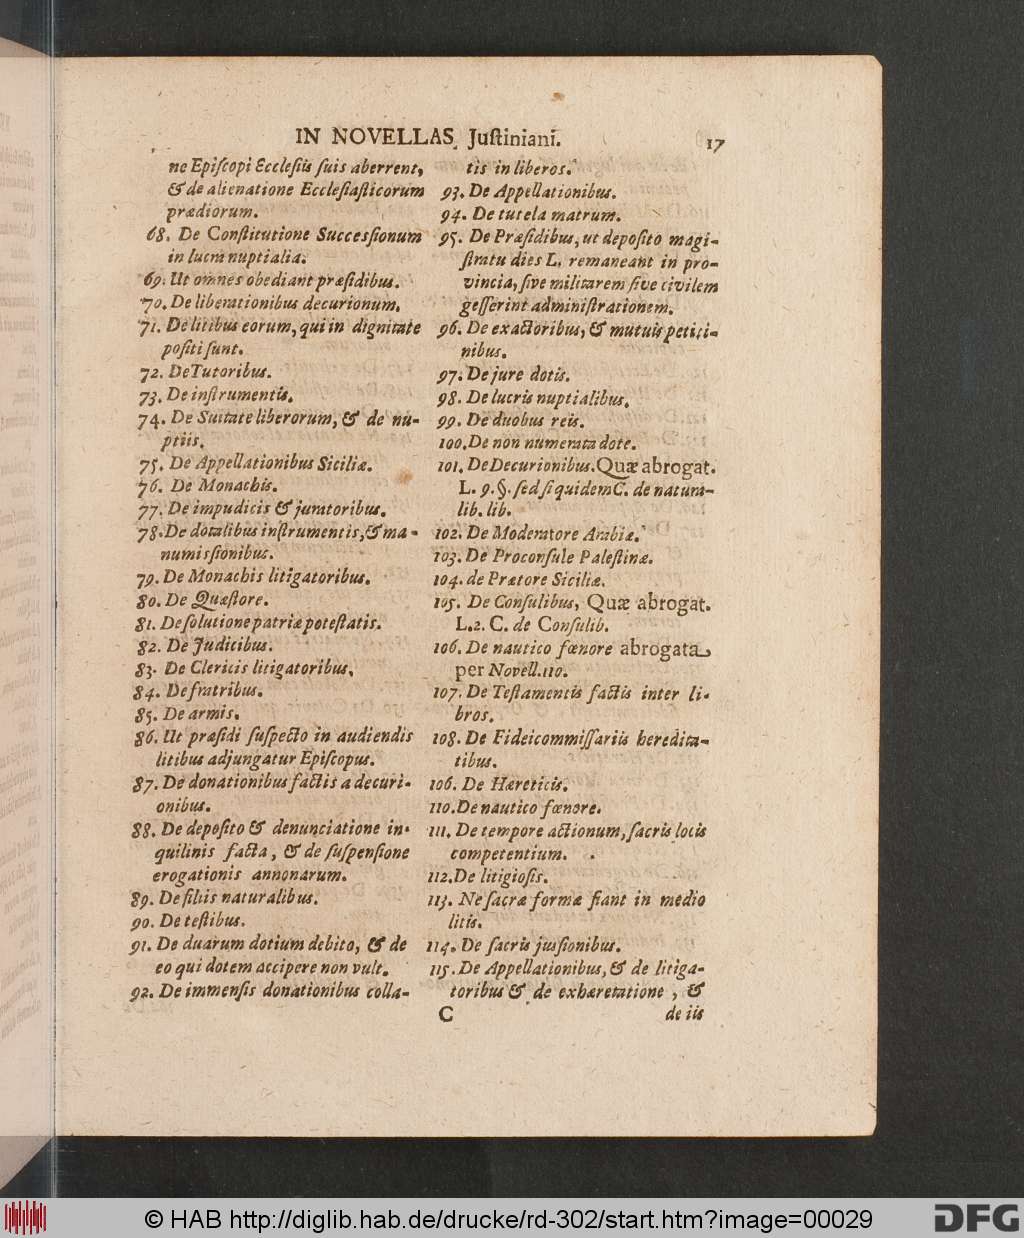 IN NOVELLAS Juſtiniani. 17
ne Epiſcopi Eccleſiis ſuis aberrent,
& de alienatione Eccleſiaſticorum
prædiorum.
68. De Conſtitutione Succeſſionum
in lucra nuptialia.
69. Ut omnes obediant præſidibus.
70. De liberationibus decurionum.
71. De litibus eorum, qui in dignitate
poſiti ſunt.
72. De Tutoribus.
73. De inſtrumentis.
74. De Suitate liberorum, & de nu-
ptiis.
75. De Appellationibus Siciliæ.
76. De Monachis.
77. De impudicis & juratoribus.
78. De dotalibus inſtrumentis, & ma-
numiſſionibus.
79. De Monachis litigatoribus.
80. De Quæſtore.
81. De ſolutione patriæ poteſtatis.
82. De Judicibus.
83. De Clericis litigatoribus.
84. De fratribus.
85. De armis.
86. Ut præſidi ſuſpecto in audiendis
litibus adjungatur Epiſcopus.
87. De donationibus factis a decuri-
onibus.
88. De depoſito & denunciatione in-
quilinis facta, & de ſuſpenſione
erogationis annonarum.
89. De filiis naturalibus.
90. De teſtibus.
91. De duarum dotium debito, & de
eo qui dotem accipere non vult.
92. De immenſis donationibus colla-
tis in liberos.
93. De Appellationibus.
94. De tutela matrum.
95. De Præſidibus, ut depoſito magi-
ſtratu dies L. remaneant in pro-
vincia, ſive militarem ſive civilem
geſſerint adminiſtrationem.
96. De exactoribus, & mutuis petiti-
nibus.
97. De jure dotis.
98. De lucris nuptialibus.
99. De duobus reis.
100. De non numerata dote.
101. De Decurionibus. Quæ abrogat.
L. 9. §. ſed ſi quidem C. de natura-
lib. lib.
102. De Moderatore Arabiæ.
103. De Proconſule Paleſtinæ.
104. de Prætore Siciliæ.
105. De Conſulibus, Quæ abrogat.
L. 2. C. de Conſulib.
106. De nautico fœnore abrogata
per Novell. 110.
107. De Teſtamentis factis inter li-
bros.
108. De Fideicommiſſariis heredita-
tibus.
106. De Hæreticis.
110. De nautico fœnore.
111. De tempore actionum, ſacris locis
competentium.
112. De litigioſis.
113. Ne ſacræ formæ fiant in medio
litis.
114. De ſacris juſſionibus.
115. De Appellationibus, & de litiga-
toribus & de exhæretatione, &
C de iis
© HAB http://diglib.hab.de/drucke/rd-302/start.htm?image=00029
DFG